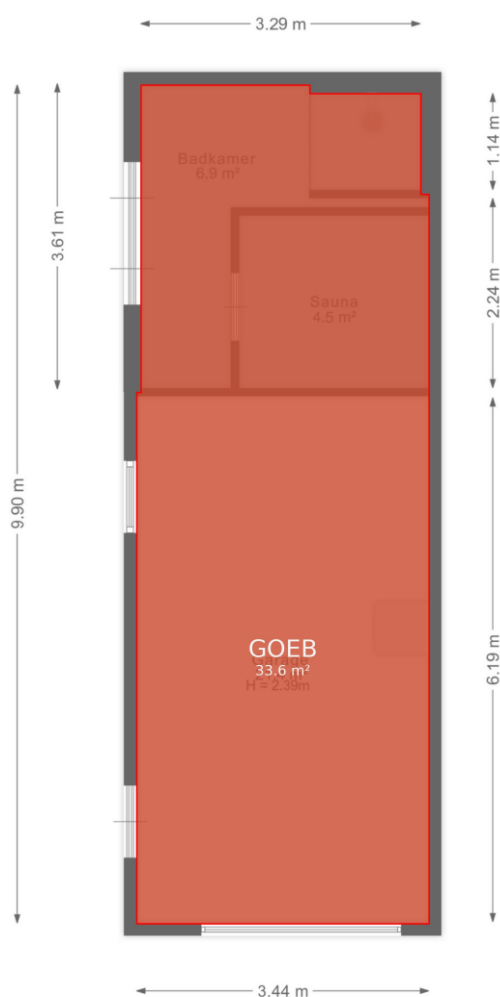 3.29 m
1.14 m
Badkamer
6.9 m²
3.61 m
2.24 m
Sauna
4.5 m²
9.90 m
GOEB
33.6 m²
Garage
H = 2.39m
6.19 m
3.44 m